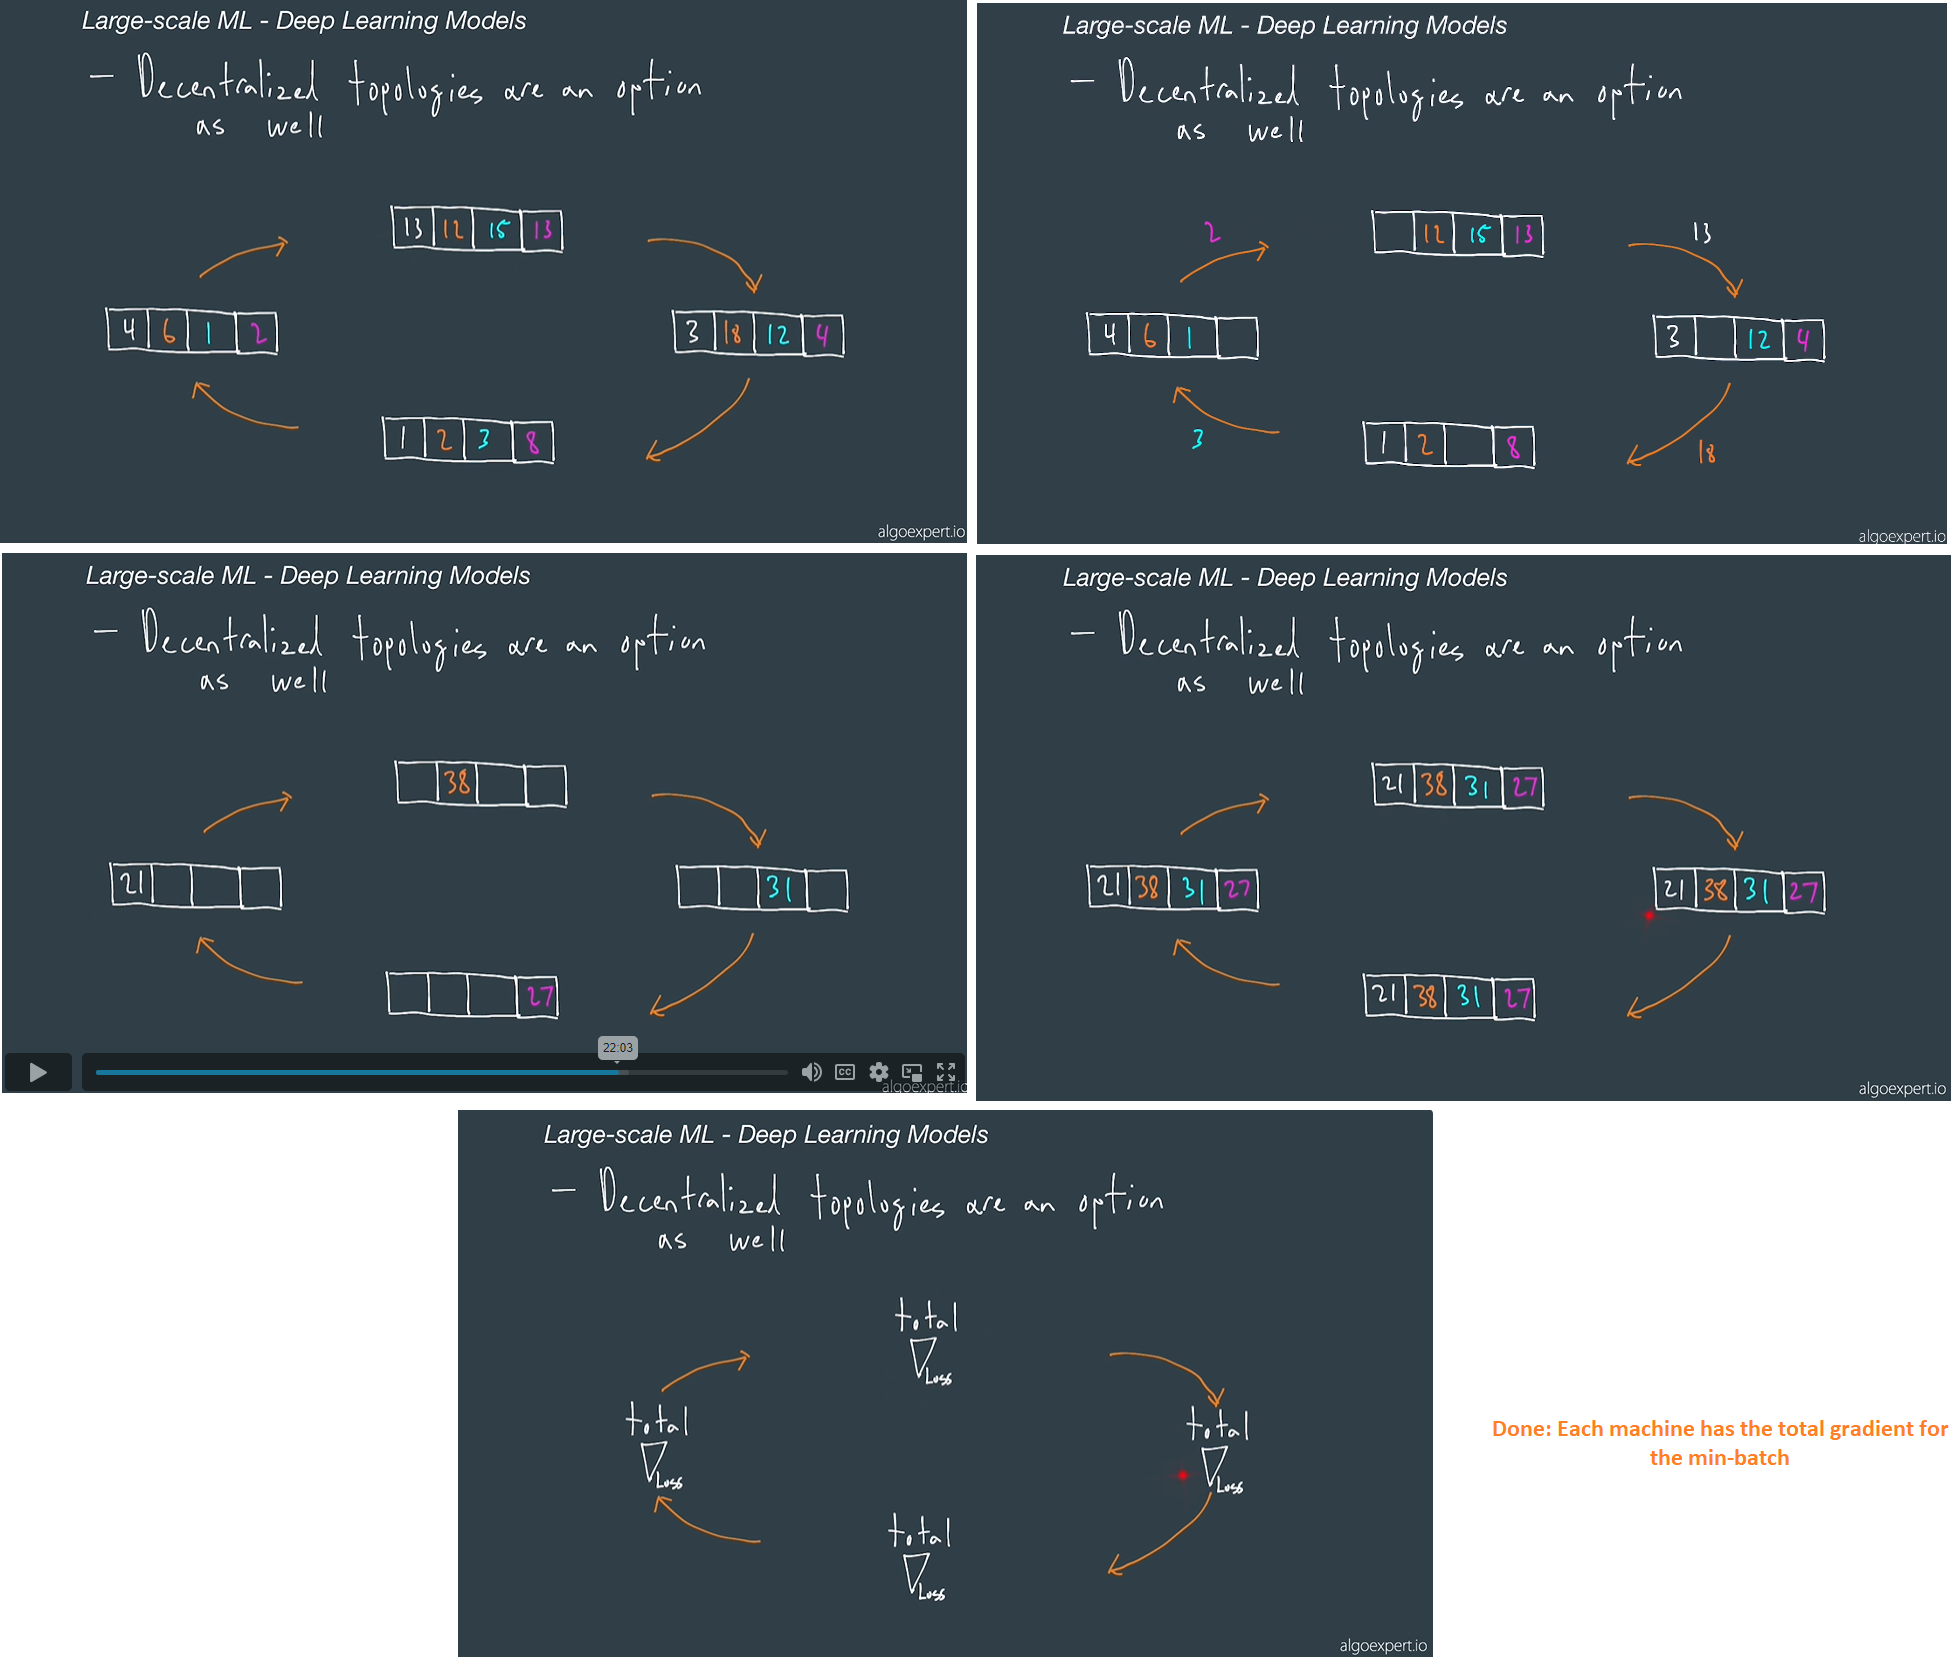 Large-scale ML - Deep Learning Models
- Decentralized topologies are an option
as well
13 12 15 13
4 6 1 2
3 18 12 4
1 2 3 8
algoexpert.io
Large-scale ML - Deep Learning Models
- Decentralized topologies are an option
as well
2
12 15 13
13
4 6 1
3 12 4
3
1 2 8
18
algoexpert.io
Large-scale ML - Deep Learning Models
- Decentralized topologies are an option
as well
38
21
31
27
22:03
CC
algoexpert.io
Large-scale ML - Deep Learning Models
- Decentralized topologies are an option
as well
21 38 31 27
21 38 31 27
21 38 31 27
21 38 31 27
algoexpert.io
Large-scale ML - Deep Learning Models
- Decentralized topologies are an option
as well
total
∇Loss
total
∇Loss
total
∇Loss
total
∇Loss
algoexpert.io
Done: Each machine has the total gradient for
the min-batch